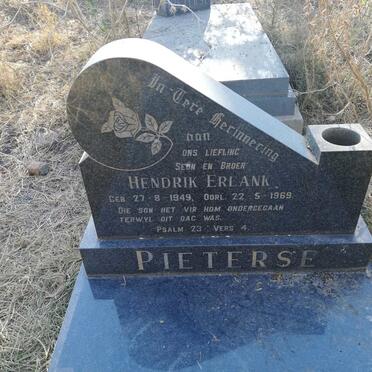 In Tere Herinnering
aan
ONS LIEFLING
SEUN EN BROER
HENDRIK ERLANK
GEB. 27-8-1949, OORL. 22-5-1969.
DIE SON HET VIR HOM ONDERGEGAAN
TERWYL DIT DAG WAS.
PSALM 23 VERS 4.
PIETERSE